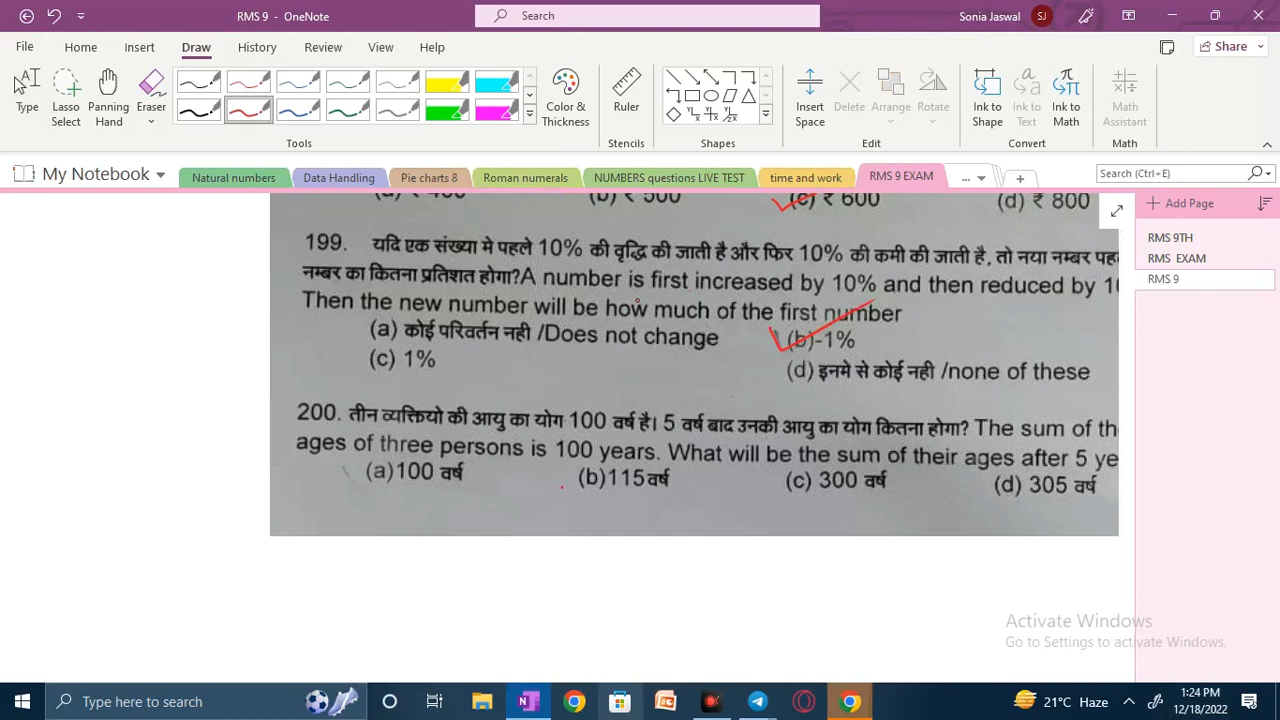 RMS 9 - OneNote
Search
Sonia Jaswal SJ
File Home Insert Draw History Review View Help
Share
Type
Lasso Select
Panning Hand
Eraser
Color & Thickness
Ruler
Insert Space
Delete
Arrange
Rotate
Ink to Shape
Ink to Text
Ink to Math
Math Assistant
Tools Stencils Shapes Edit Convert Math
My Notebook
Natural numbers Data Handling Pie charts 8 Roman numerals NUMBERS questions LIVE TEST time and work RMS 9 EXAM ...
Search (Ctrl+E)
Add Page
RMS 9TH
RMS EXAM
RMS 9
(b) ₹ 500 (c) ₹ 600 (d) ₹ 800
199. यदि एक संख्या मे पहले 10% की वृद्धि की जाती है और फिर 10% की कमी की जाती है, तो नया नम्बर
नम्बर का कितना प्रतिशत होगा?A number is first increased by 10% and then reduced by
Then the new number will be how much of the first number
(a) कोई परिवर्तन नही /Does not change (b)-1%
(c) 1% (d) इनमे से कोई नही /none of these
200. तीन व्यक्तियो की आयु का योग 100 वर्ष है। 5 वर्ष बाद उनकी आयु का योग कितना होगा? The sum of
ages of three persons is 100 years. What will be the sum of their ages after 5
(a)100 वर्ष (b)115वर्ष (c) 300 वर्ष (d) 305 वर्ष
Activate Windows
Go to Settings to activate Windows.
Type here to search
21°C Haze
1:24 PM
12/18/2022